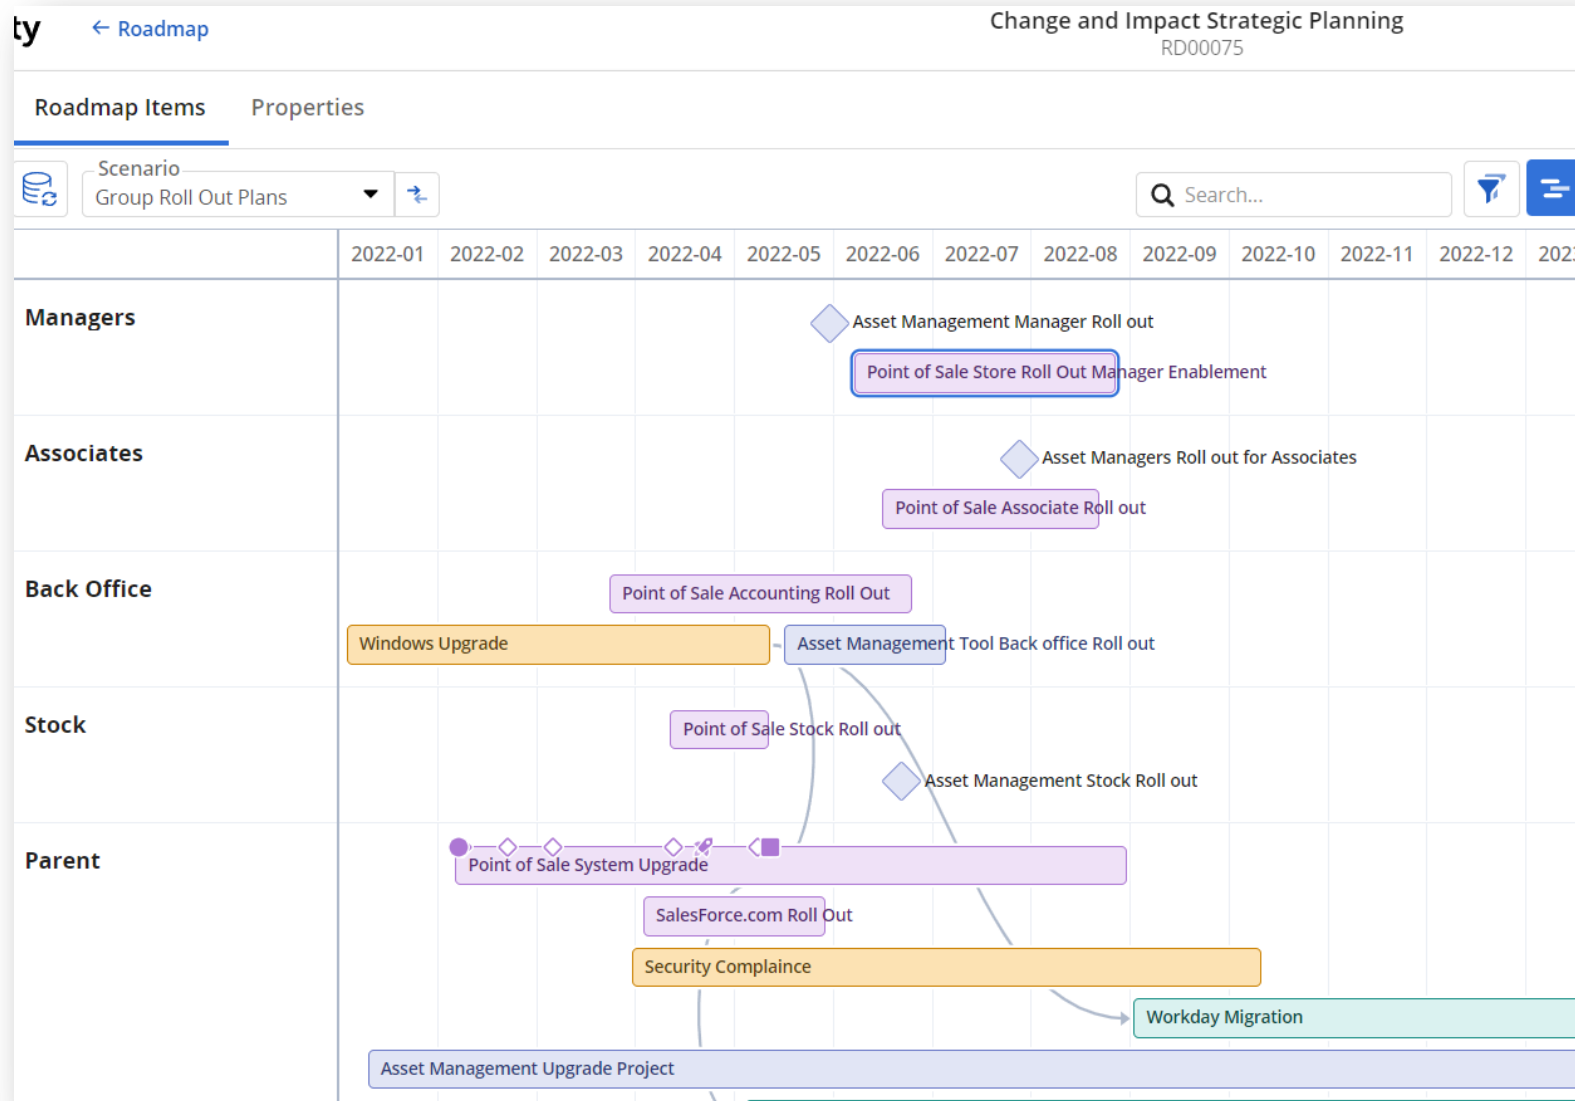 ty
← Roadmap
Change and Impact Strategic Planning
RD00075
Roadmap Items
Properties
Scenario
Group Roll Out Plans
Search...
2022-01 2022-02 2022-03 2022-04 2022-05 2022-06 2022-07 2022-08 2022-09 2022-10 2022-11 2022-12 202
Managers
Asset Management Manager Roll out
Point of Sale Store Roll Out Manager Enablement
Associates
Asset Managers Roll out for Associates
Point of Sale Associate Roll out
Back Office
Point of Sale Accounting Roll Out
Windows Upgrade
Asset Management Tool Back office Roll out
Stock
Point of Sale Stock Roll out
Asset Management Stock Roll out
Parent
Point of Sale System Upgrade
SalesForce.com Roll Out
Security Complaince
Workday Migration
Asset Management Upgrade Project